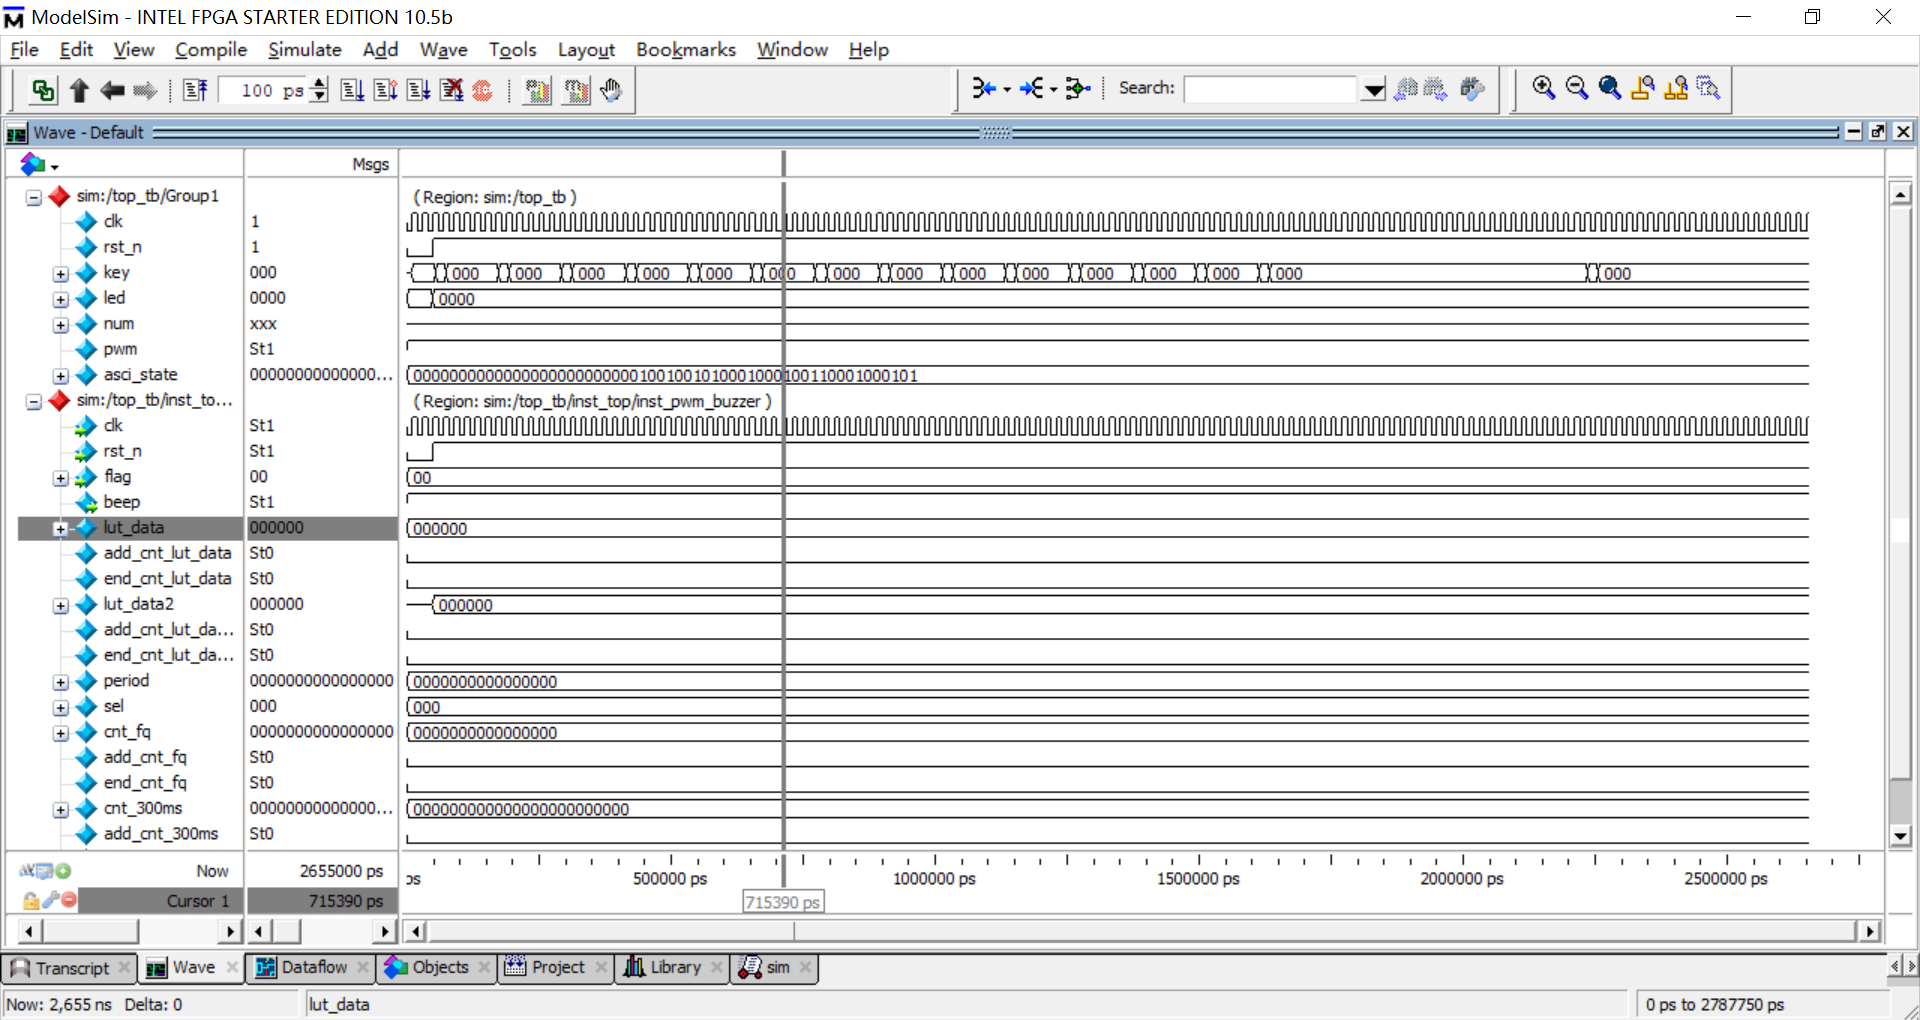 ModelSim - INTEL FPGA STARTER EDITION 10.5b
File Edit View Compile Simulate Add Wave Tools Layout Bookmarks Window Help
100 ps Search:
Wave - Default
Msgs
sim:/top_tb/Group1 (Region: sim:/top_tb )
clk 1
rst_n 1
key 000 000 000 000 000 000 000 000 000 000 000 000 000 000 000 000
led 0000 0000
num xxx
pwm St1
asci_state 00000000000000...
sim:/top_tb/inst_to... (Region: sim:/top_tb/inst_top/inst_pwm_buzzer )
clk St1
rst_n St1
flag 00 00
beep St1
lut_data 000000 000000
add_cnt_lut_data St0
end_cnt_lut_data St0
lut_data2 000000 000000
add_cnt_lut_da... St0
end_cnt_lut_da... St0
period 0000000000000000 0000000000000000
sel 000 000
cnt_fq 0000000000000000 0000000000000000
add_cnt_fq St0
end_cnt_fq St0
cnt_300ms 00000000000000... 000000000000000000000000
add_cnt_300ms St0
Now 2655000 ps ps 500000 ps 1000000 ps 1500000 ps 2000000 ps 2500000 ps
Cursor 1 715390 ps 715390 ps
Transcript Wave Dataflow Objects Project Library sim
Now: 2,655 ns Delta: 0 lut_data 0 ps to 2787750 ps